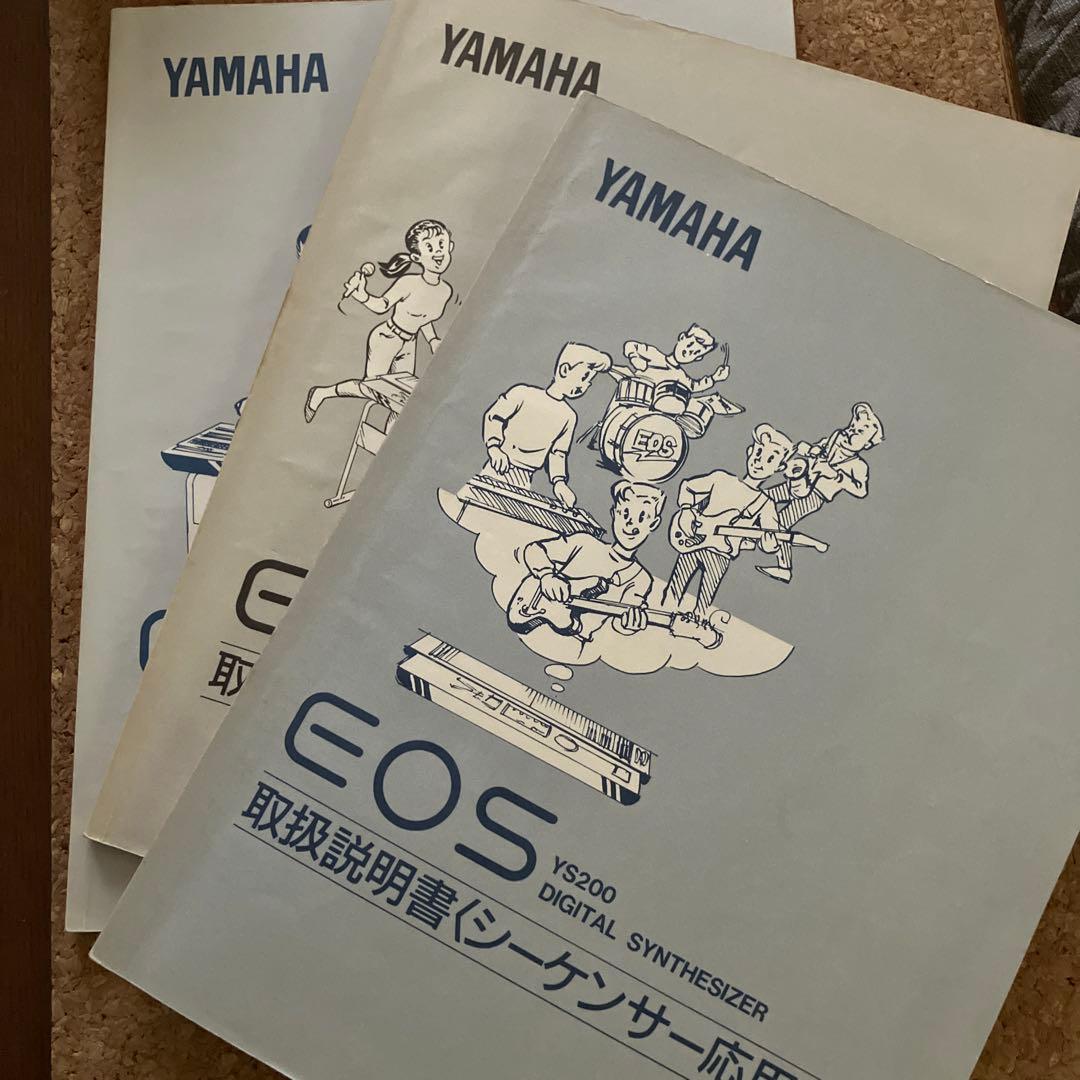 YAMAHA
YAMAHA
取
YAMAHA
EOS
EOS
YS200
DIGITAL SYNTHESIZER
取扱説明書〈シーケンサー応用